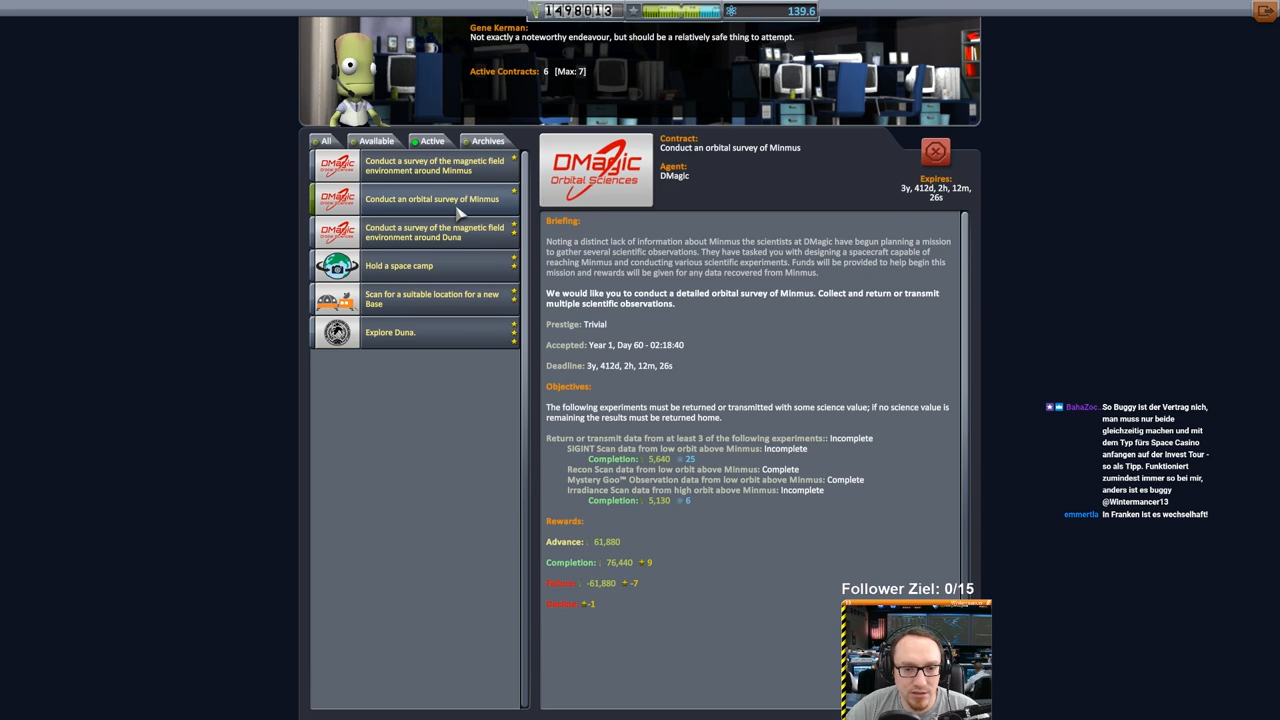 1498013
139.6
Gene Kerman:
Not exactly a noteworthy endeavour, but should be a relatively safe thing to attempt.
Active Contracts: 6 [Max: 7]
All
Available
Active
Archives
Conduct a survey of the magnetic field
environment around Minmus
Conduct an orbital survey of Minmus
Conduct a survey of the magnetic field
environment around Duna
Hold a space camp
Scan for a suitable location for a new
Base
Explore Duna.
DMagic
Orbital Sciences
Contract:
Conduct an orbital survey of Minmus
Agent:
DMagic
Expires:
3y, 412d, 2h, 12m,
26s
Briefing:
Noting a distinct lack of information about Minmus the scientists at DMagic have begun planning a mission
to gather several scientific observations. They have tasked you with designing a spacecraft capable of
reaching Minmus and conducting various scientific experiments. Funds will be provided to help begin this
mission and rewards will be given for any data recovered from Minmus.
We would like you to conduct a detailed orbital survey of Minmus. Collect and return or transmit
multiple scientific observations.
Prestige: Trivial
Accepted: Year 1, Day 60 - 02:18:40
Deadline: 3y, 412d, 2h, 12m, 26s
Objectives:
The following experiments must be returned or transmitted with some science value; if no science value is
remaining the results must be returned home.
Return or transmit data from at least 3 of the following experiments:: Incomplete
SIGINT Scan data from low orbit above Minmus: Incomplete
Completion: 5,640 25
Recon Scan data from low orbit above Minmus: Complete
Mystery Goo™ Observation data from low orbit above Minmus: Complete
Irradiance Scan data from high orbit above Minmus: Incomplete
Completion: 5,130 6
Rewards:
Advance: 61,880
Completion: 76,440 + 9
Failure: -61,880 + -7
Decline: + -1
BahaZoc..So Buggy ist der Vertrag nich,
man muss nur beide
gleichzeitig machen und mit
dem Typ fürs Space Casino
anfangen auf der Invest Tour -
so als Tipp. Funktioniert
zumindest immer so bei mir,
anders ist es buggy
@Wintermancer13
emmertla In Franken ist es wechselhaft!
Follower Ziel: 0/15